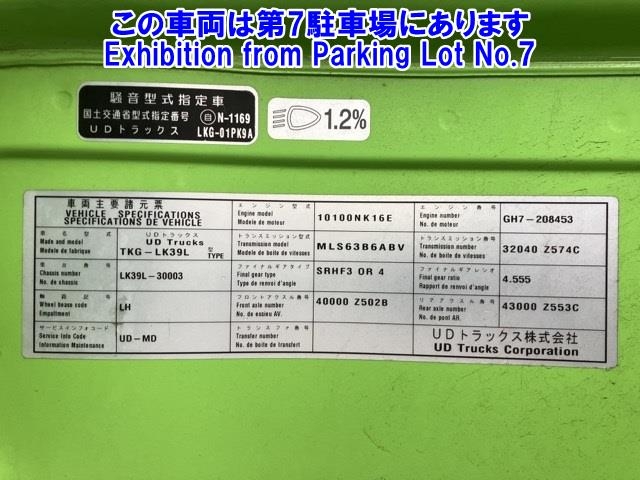 この車両は第7駐車場にあります
Exhibition from Parking Lot No.7
騒音型式指定車
国土交通省型式指定番号 自 N-1169
UDトラックス LKG-01PK9A
1.2%
車両主要諸元票
VEHICLE SPECIFICATIONS
SPECIFICATIONS DE VEHICLE
車名型式
Made and model
Modele de fabrique
UDトラックス
UD Trucks
TKG-LK39L 型 TYPE
車台番号
Chassis number
No. de chassis
LK39L-30003
Wheel bease code
Empattement
LH
サービスインフォコード
Service Info Code
Information Maintenance
UD-MD
エンジン型式
Engine model
Modele de moteur
10100NK16E
トランスミッション型式
Transmission model
Modele de boite de vitesses
MLS63B6ABV
ファイナルギアタイプ
Final gear type
Type de renvoi d'angle
SRHF3 OR 4
フロントアクスル番号
Front axle number
No. de essieu AV.
40000 Z502B
トランスファ番号
Transfer number
No. de boite de transfert
エンジン番号
Engine number
No. de moteur
GH7-208453
トランスミッション番号
Transmission number
No. de boite de vitesses
32040 Z574C
ファイナルギアレシオ
Final gear ratio
Rapport de renvoi d'angle
4.555
リアアクスル番号
Rear axle number
No. de pont AR.
43000 Z553C
UDトラックス株式会社
UD Trucks Corporation